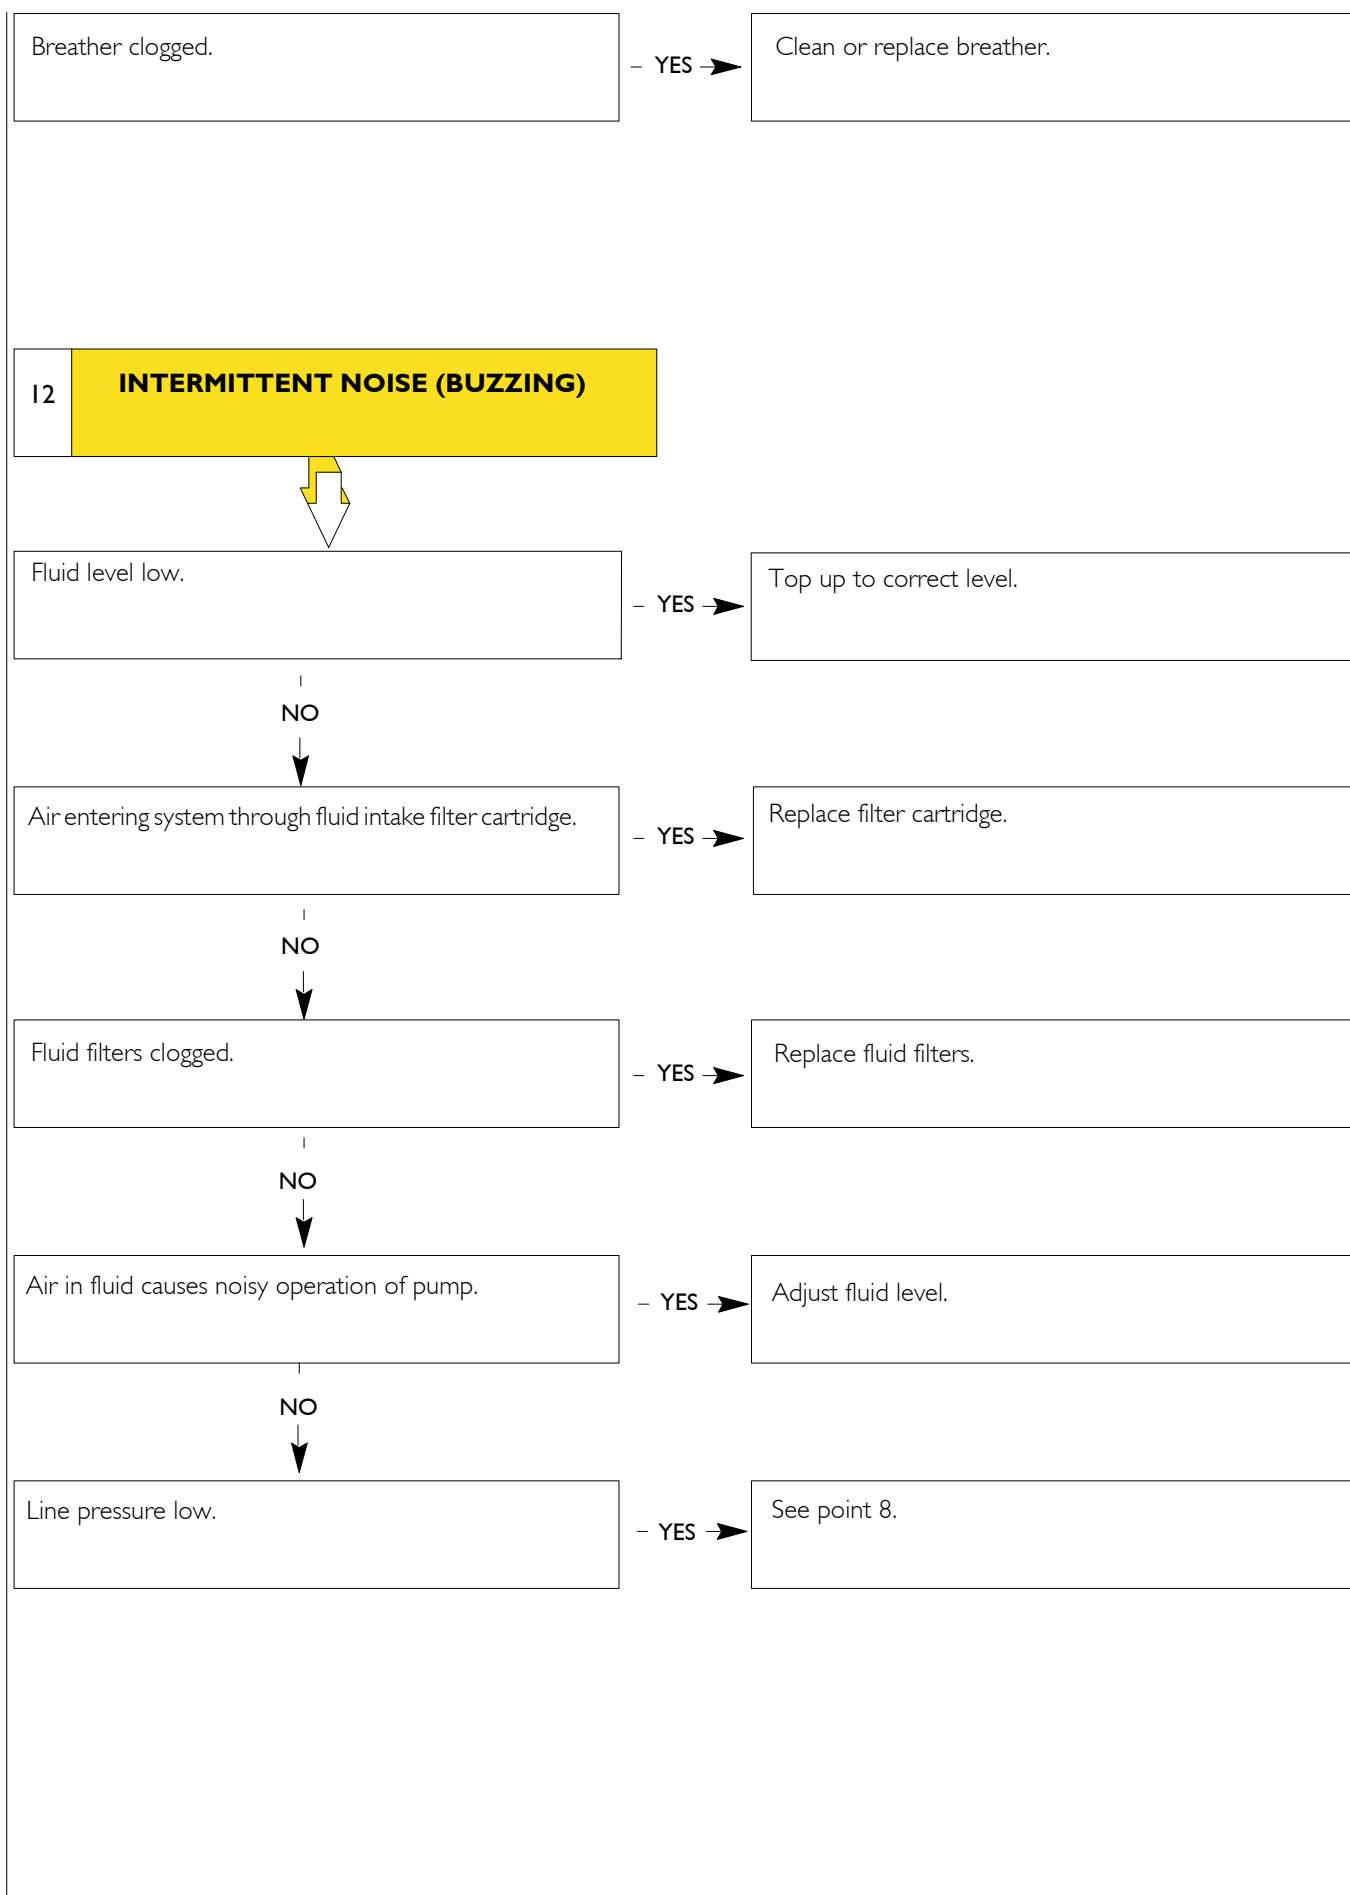 Breather clogged.
– YES
Clean or replace breather.
12
INTERMITTENT NOISE (BUZZING)
Fluid level low.
– YES
Top up to correct level.
NO
Air entering system through fluid intake filter cartridge.
– YES
Replace filter cartridge.
NO
Fluid filters clogged.
– YES
Replace fluid filters.
NO
Air in fluid causes noisy operation of pump.
– YES
Adjust fluid level.
NO
Line pressure low.
– YES
See point 8.